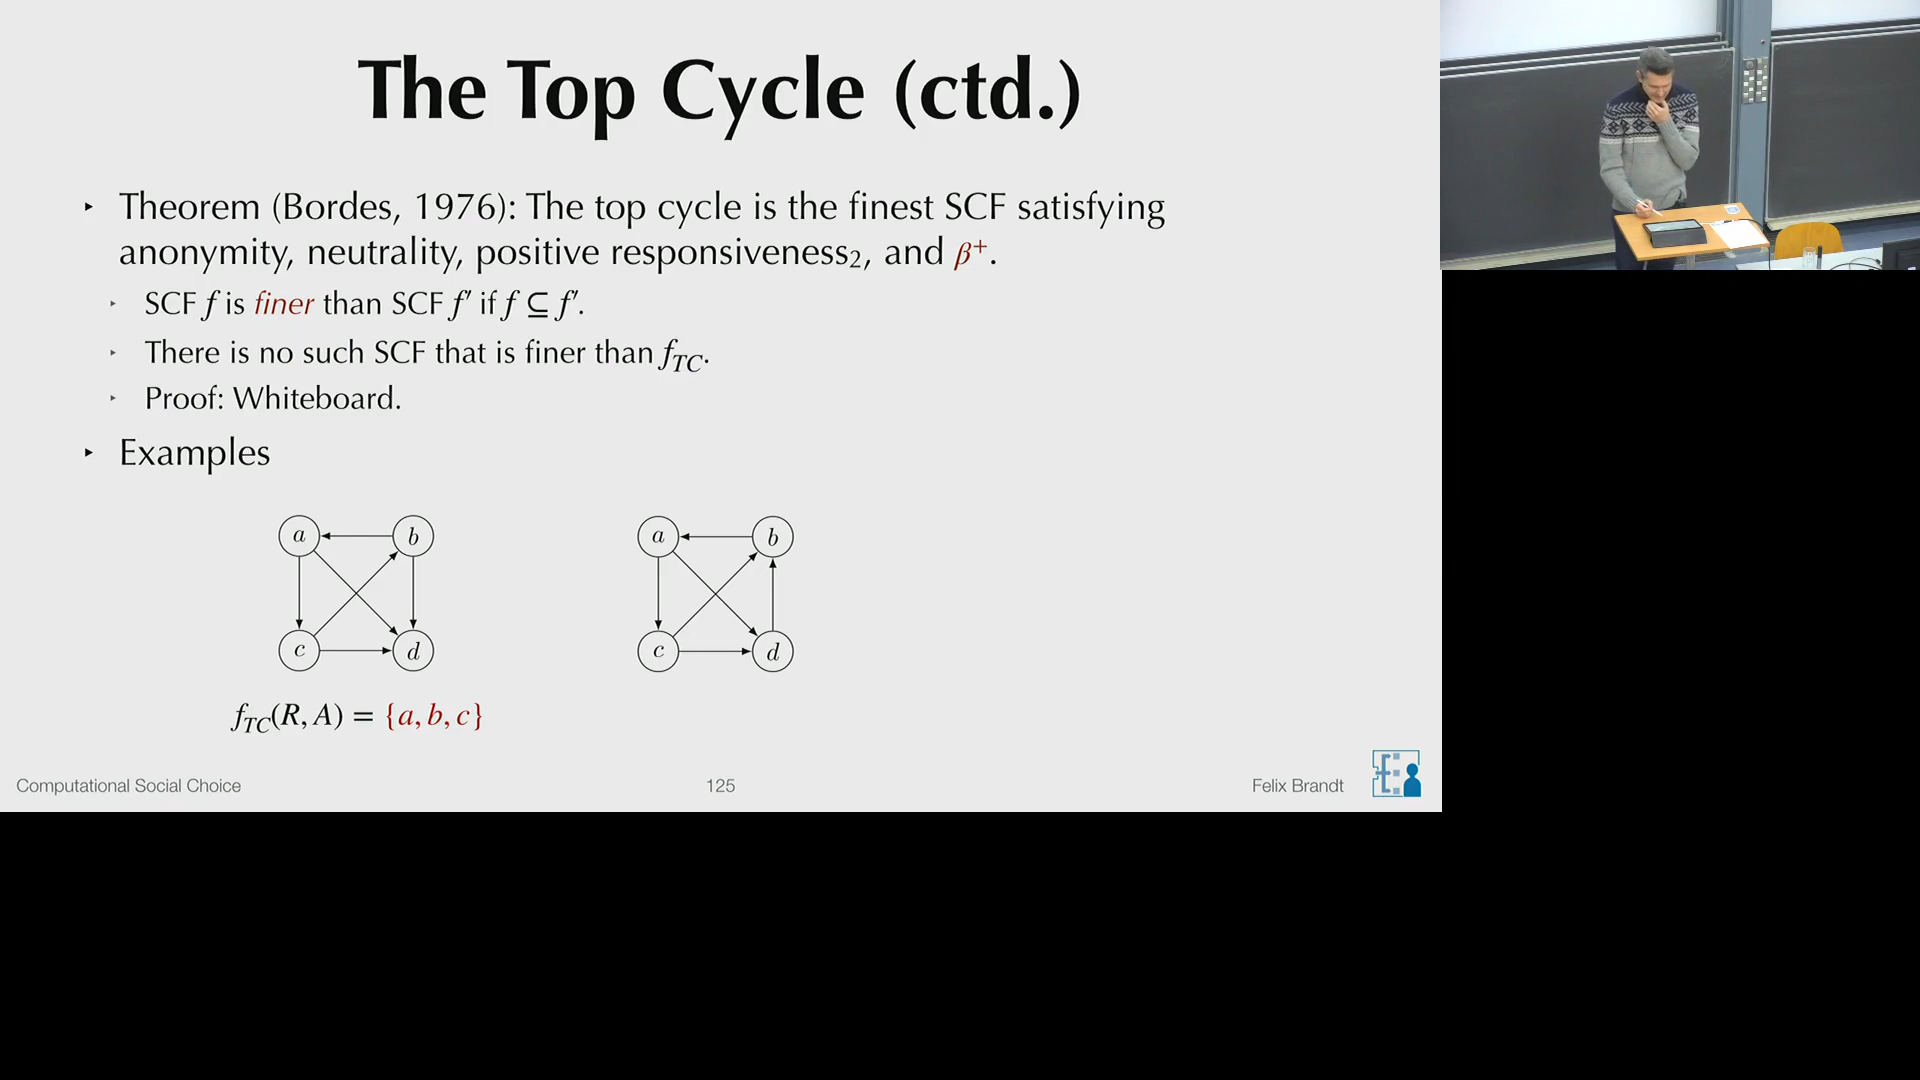 The Top Cycle (ctd.)
‣ Theorem (Bordes, 1976): The top cycle is the finest SCF satisfying
anonymity, neutrality, positive responsiveness₂, and β⁺.
‣ SCF f is finer than SCF f′ if f ⊆ f′.
‣ There is no such SCF that is finer than f_TC.
‣ Proof: Whiteboard.
‣ Examples
a b a b
c d c d
f_TC(R, A) = {a, b, c}
Computational Social Choice 125 Felix Brandt